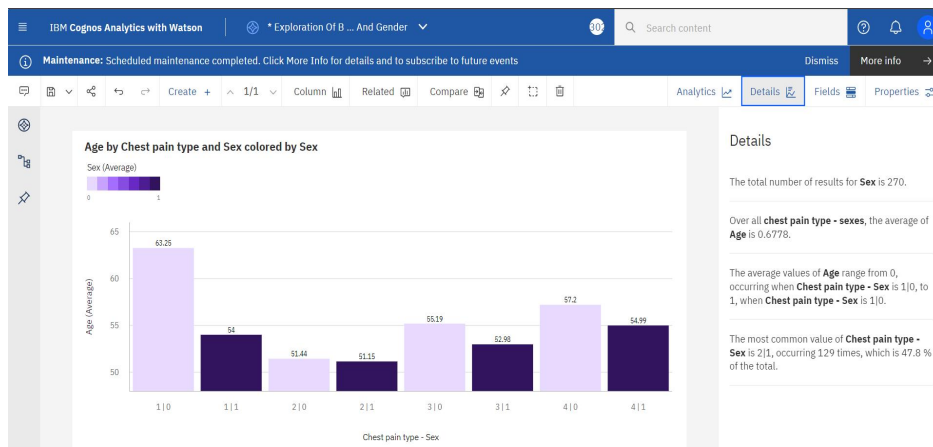 IBM Cognos Analytics with Watson
* Exploration Of B ... And Gender
Search content
Maintenance: Scheduled maintenance completed. Click More Info for details and to subscribe to future events
Dismiss
More info
Create +
1/1
Column
Related
Compare
Analytics
Details
Fields
Properties
Age by Chest pain type and Sex colored by Sex
Sex (Average)
0 1
Age (Average)
65
60
55
50
63.25
54
51.44
51.15
55.19
52.98
57.2
54.99
1|0 1|1 2|0 2|1 3|0 3|1 4|0 4|1
Chest pain type - Sex
Details
The total number of results for Sex is 270.
Over all chest pain type - sexes, the average of
Age is 0.6778.
The average values of Age range from 0,
occurring when Chest pain type - Sex is 1|0, to
1, when Chest pain type - Sex is 1|0.
The most common value of Chest pain type -
Sex is 2|1, occurring 129 times, which is 47.8 %
of the total.